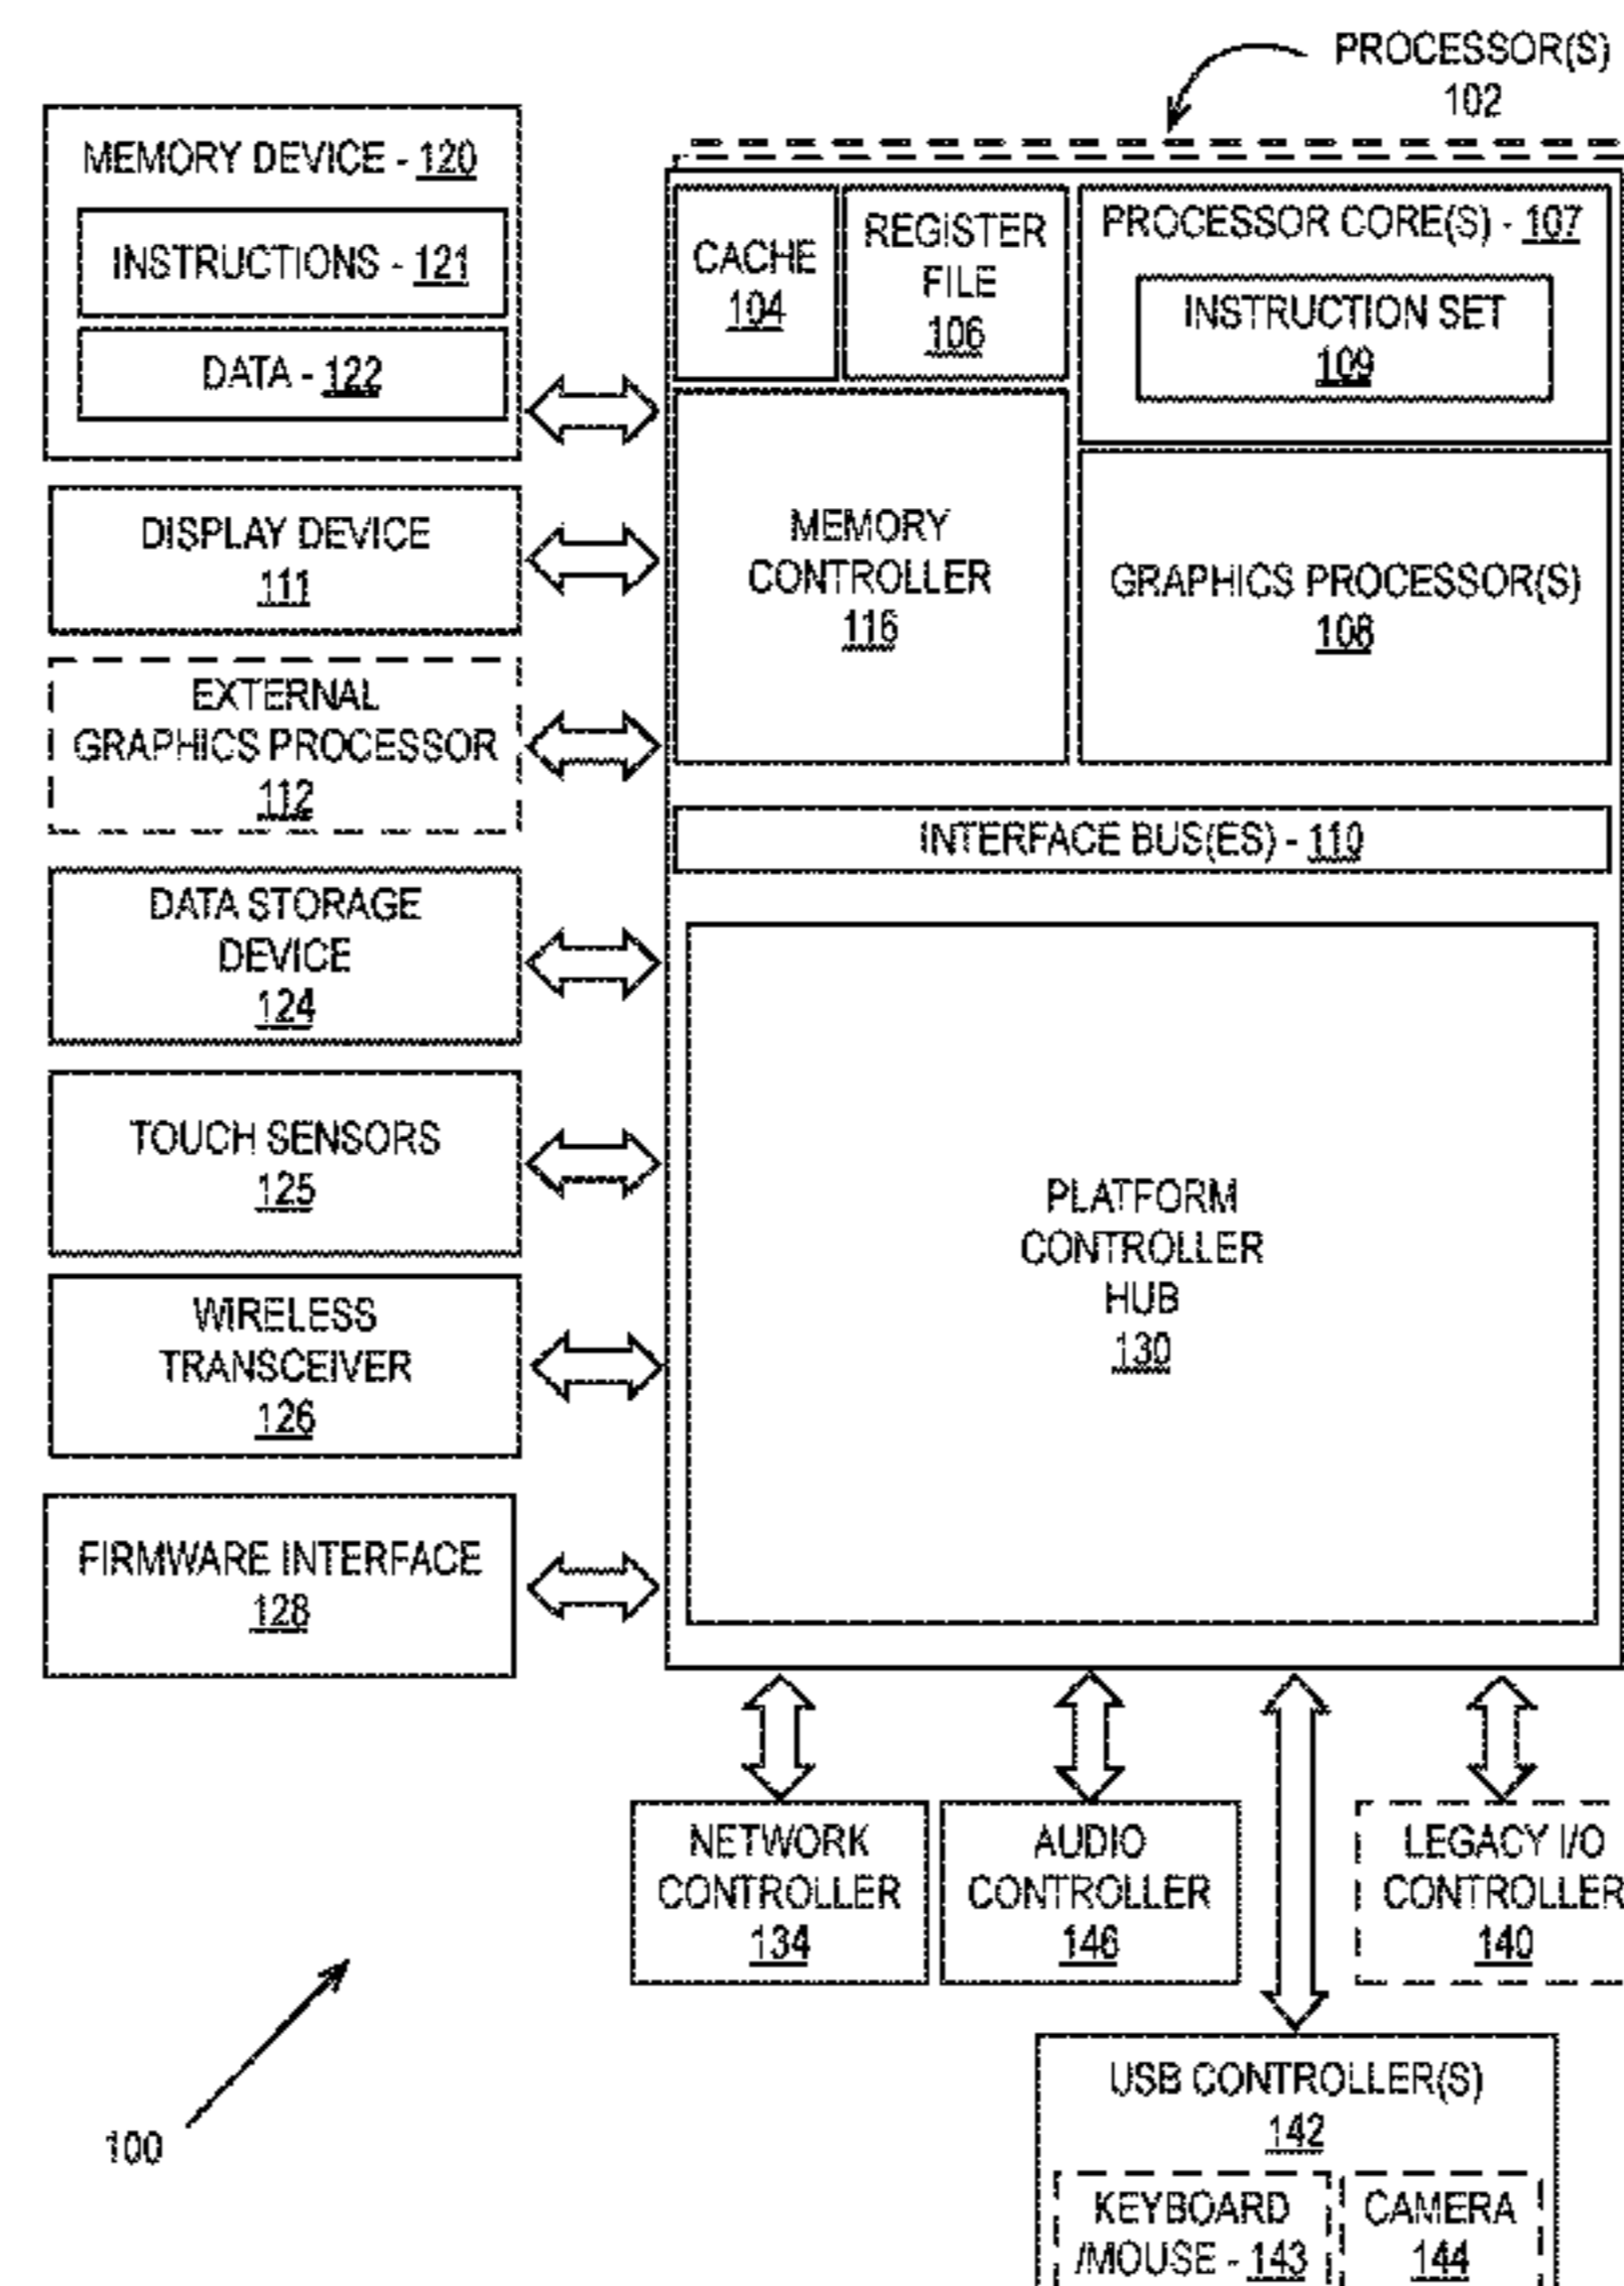 PROCESSOR(S)
102
MEMORY DEVICE - 120
INSTRUCTIONS - 121
DATA - 122
CACHE
104
REGISTER
FILE
106
PROCESSOR CORE(S) - 107
INSTRUCTION SET
109
MEMORY
CONTROLLER
116
GRAPHICS PROCESSOR(S)
108
DISPLAY DEVICE
111
EXTERNAL
GRAPHICS PROCESSOR
112
INTERFACE BUS(ES) - 110
DATA STORAGE
DEVICE
124
TOUCH SENSORS
125
WIRELESS
TRANSCEIVER
126
FIRMWARE INTERFACE
128
PLATFORM
CONTROLLER
HUB
130
NETWORK
CONTROLLER
134
AUDIO
CONTROLLER
146
LEGACY I/O
CONTROLLER
140
USB CONTROLLER(S)
142
KEYBOARD
/MOUSE - 143
CAMERA
144
100